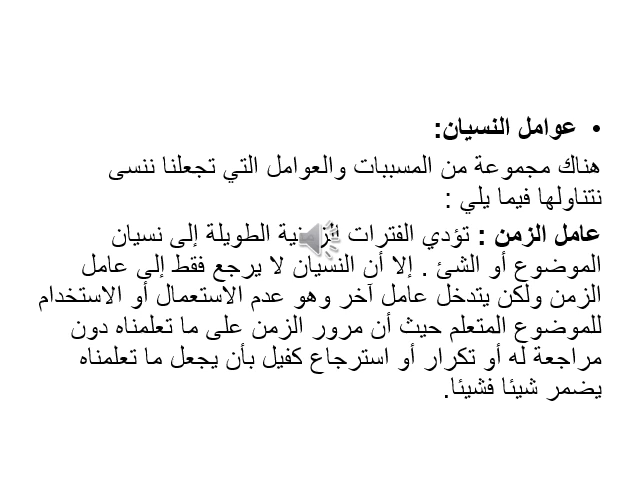 • عوامل النسيان:
هناك مجموعة من المسببات والعوامل التي تجعلنا ننسى
نتناولها فيما يلي :
عامل الزمن : تؤدي الفترات الزمنية الطويلة إلى نسيان
الموضوع أو الشئ . إلا أن النسيان لا يرجع فقط إلى عامل
الزمن ولكن يتدخل عامل آخر وهو عدم الاستعمال أو الاستخدام
للموضوع المتعلم حيث أن مرور الزمن على ما تعلمناه دون
مراجعة له أو تكرار أو استرجاع كفيل بأن يجعل ما تعلمناه
يضمر شيئا فشيئا.